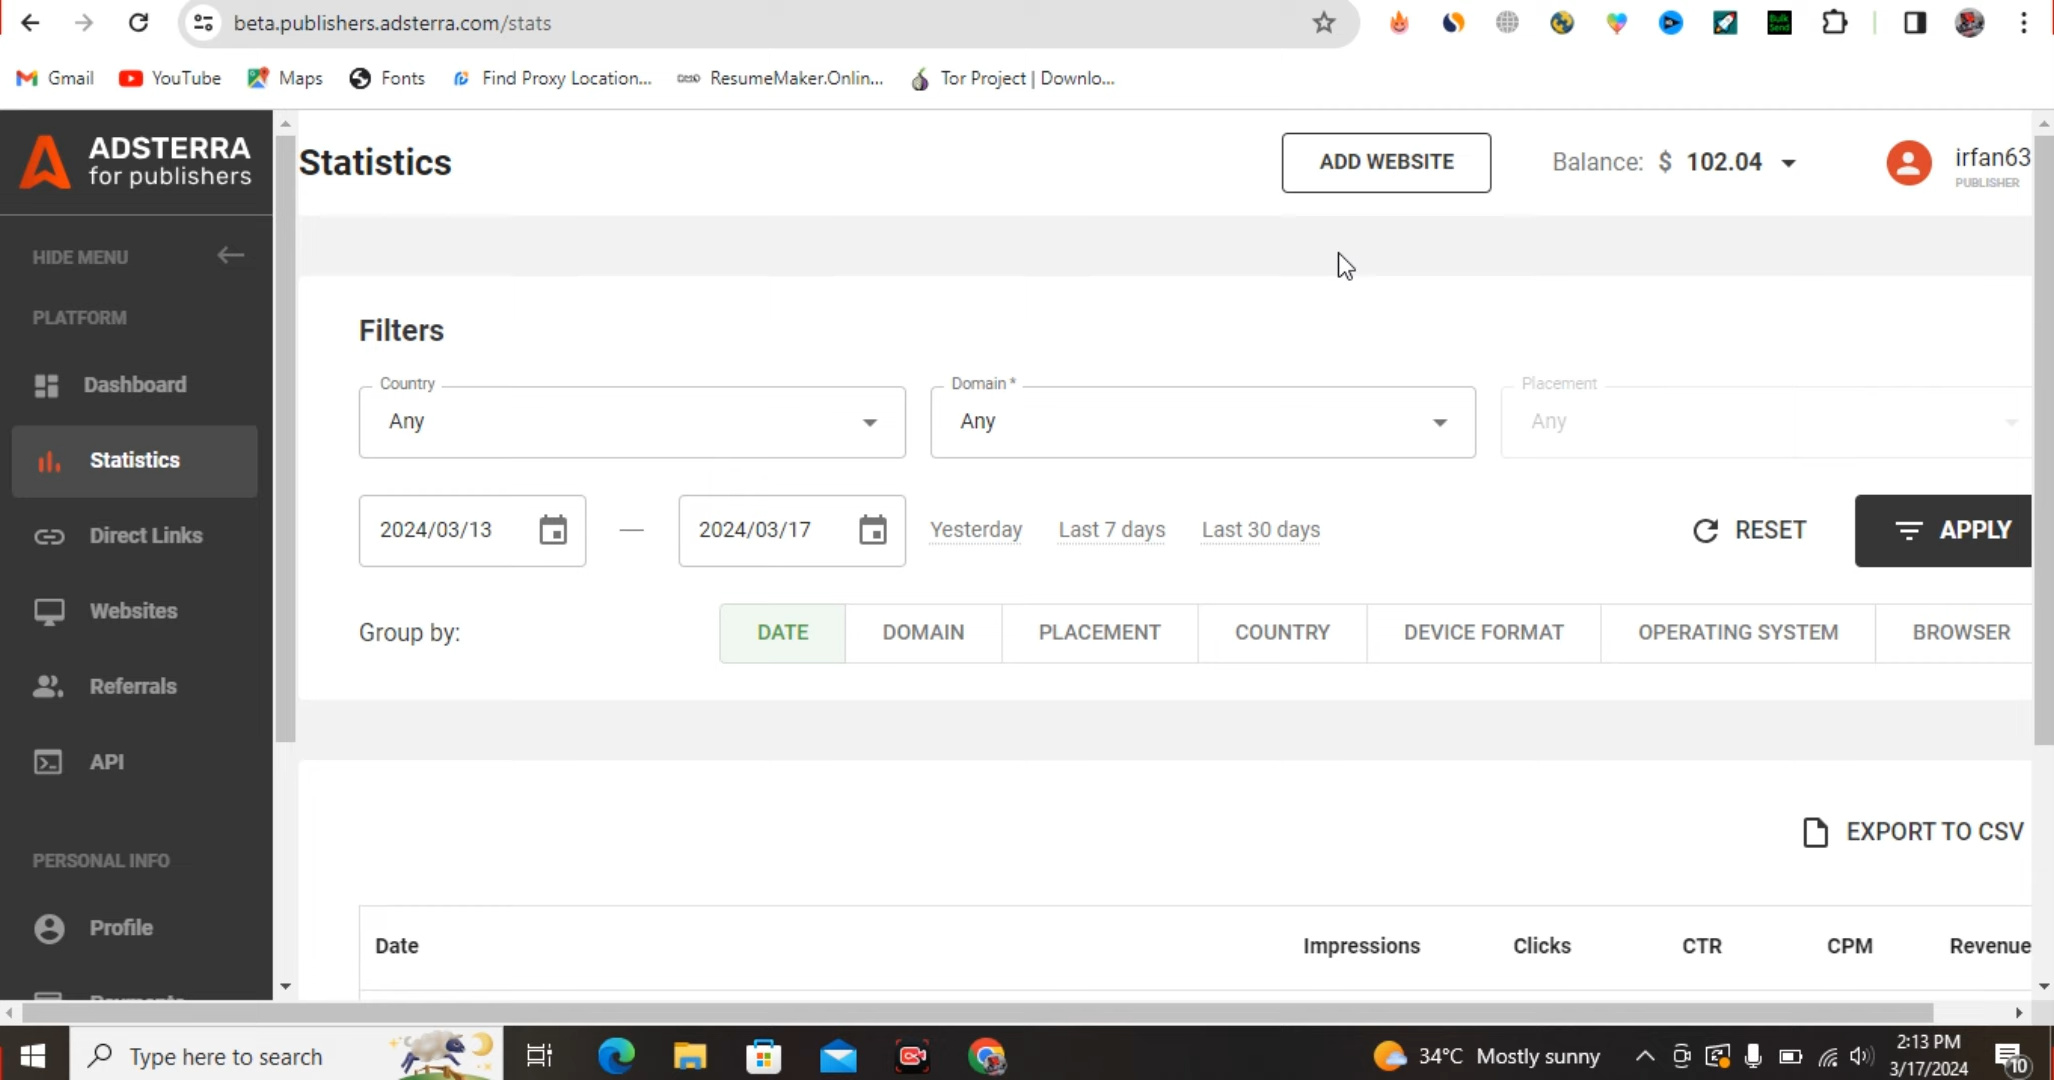 beta.publishers.adsterra.com/stats
Gmail YouTube Maps Fonts Find Proxy Location... ResumeMaker.Onlin... Tor Project | Downlo...
ADSTERRA
for publishers
Statistics
ADD WEBSITE
Balance: $ 102.04
irfan63
PUBLISHER
HIDE MENU
PLATFORM
Dashboard
Statistics
Direct Links
Websites
Referrals
API
PERSONAL INFO
Profile
Payments
Filters
Country
Any
Domain *
Any
Placement
Any
2024/03/13 — 2024/03/17 Yesterday Last 7 days Last 30 days
RESET
APPLY
Group by: DATE DOMAIN PLACEMENT COUNTRY DEVICE FORMAT OPERATING SYSTEM BROWSER
EXPORT TO CSV
Date Impressions Clicks CTR CPM Revenue
Type here to search
34°C Mostly sunny
2:13 PM
3/17/2024
10
Bulk
Send